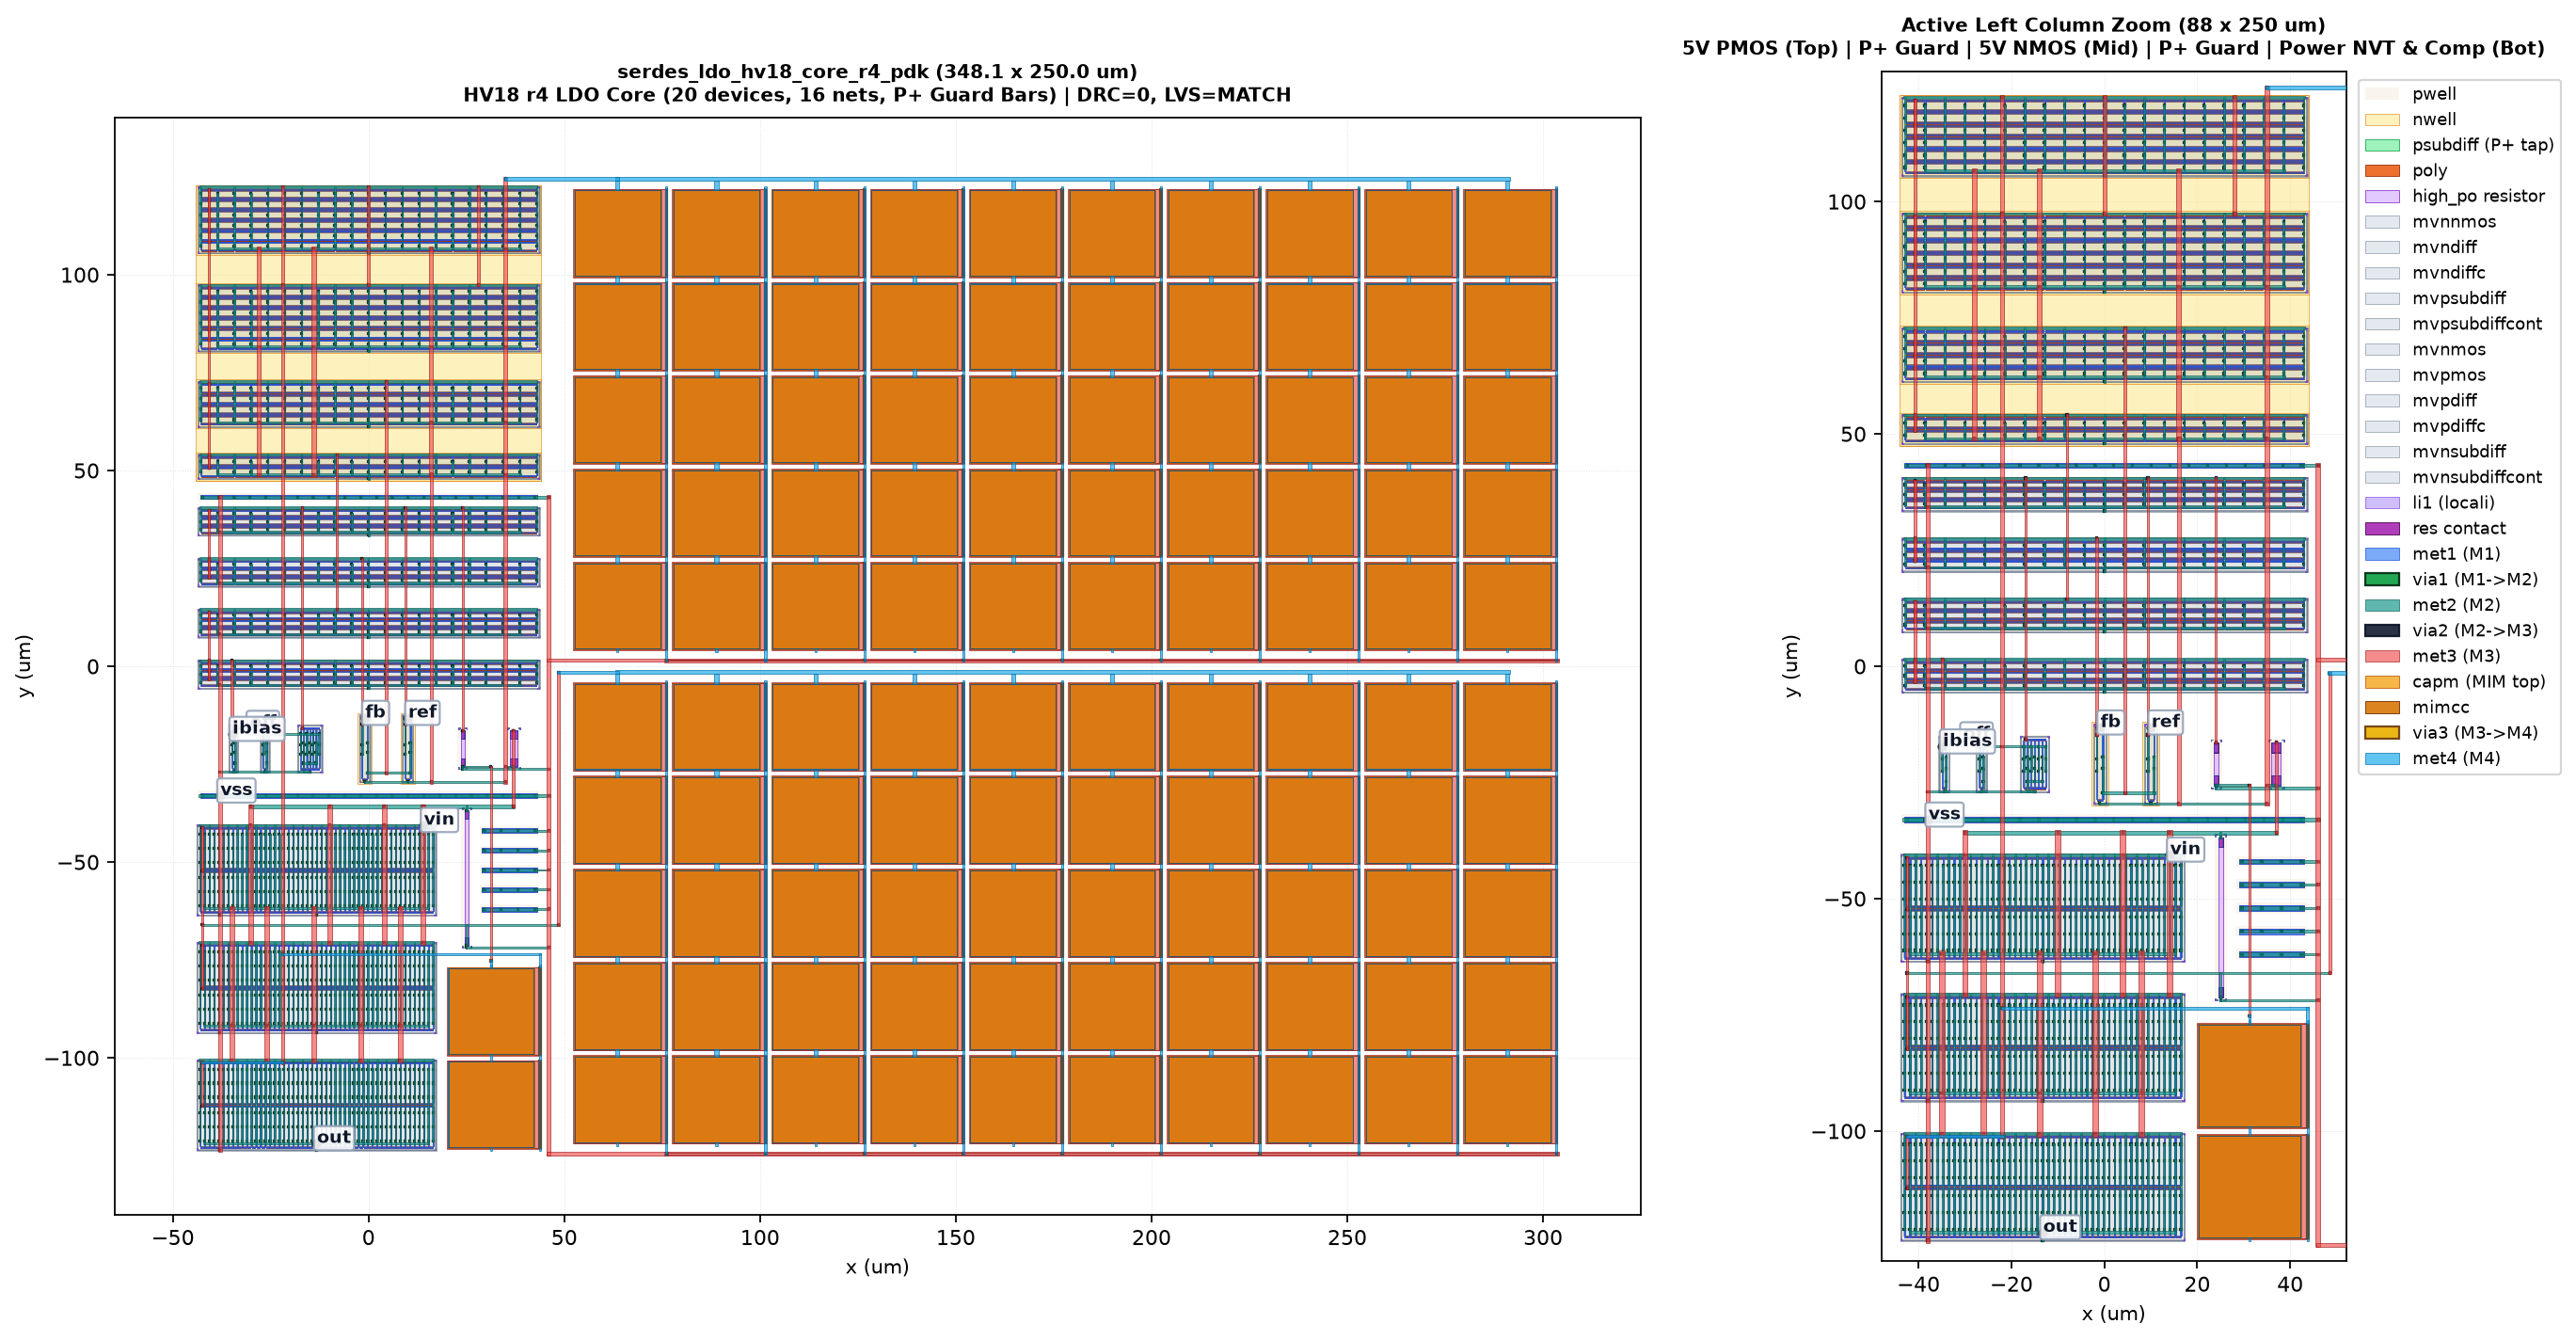 serdes_ldo_hv18_core_r4_pdk (348.1 x 250.0 um)
HV18 r4 LDO Core (20 devices, 16 nets, P+ Guard Bars) | DRC=0, LVS=MATCH
y (um)
100
50
0
−50
−100
−50
0
50
100
150
200
250
300
x (um)
ibias
fb
ref
vss
vin
out
Active Left Column Zoom (88 x 250 um)
5V PMOS (Top) | P+ Guard | 5V NMOS (Mid) | P+ Guard | Power NVT & Comp (Bot)
y (um)
100
50
0
−50
−100
−40
−20
0
20
40
x (um)
ibias
fb
ref
vss
vin
out
pwell
nwell
psubdiff (P+ tap)
poly
high_po resistor
mvnnmos
mvndiff
mvndiffc
mvpsubdiff
mvpsubdiffcont
mvnmos
mvpmos
mvpdiff
mvpdiffc
mvnsubdiff
mvnsubdiffcont
li1 (locali)
res contact
met1 (M1)
via1 (M1->M2)
met2 (M2)
via2 (M2->M3)
met3 (M3)
capm (MIM top)
mimcc
via3 (M3->M4)
met4 (M4)